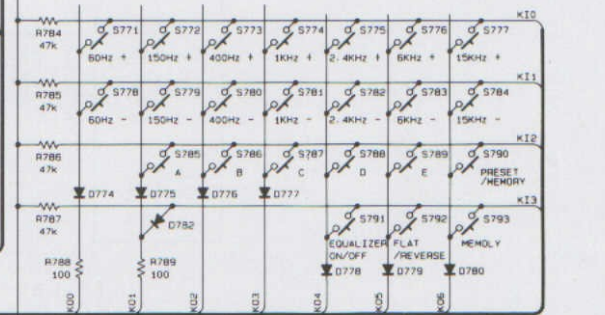 KI0
S771 S772 S773 S774 S775 S776 S777
R784
47k
60Hz + 150Hz + 400Hz + 1KHz + 2.4KHz + 6KHz + 15KHz +
KI1
S778 S779 S780 S781 S782 S783 S784
R785
47k
60Hz - 150Hz - 400Hz - 1KHz - 2.4KHz - 6KHz - 15KHz -
KI2
S785 S786 S787 S788 S789 S790
R786
47k
A B C D E PRESET
/MEMORY
D774 D775 D776 D777
KI3
R787
47k
D782
S791 S792 S793
EQUALIZER FLAT MEMOLY
ON/OFF /REVERSE
R788
100
R789
100
D778 D779 D780
KO0 KO1 KO2 KO3 KO4 KO5 KO6